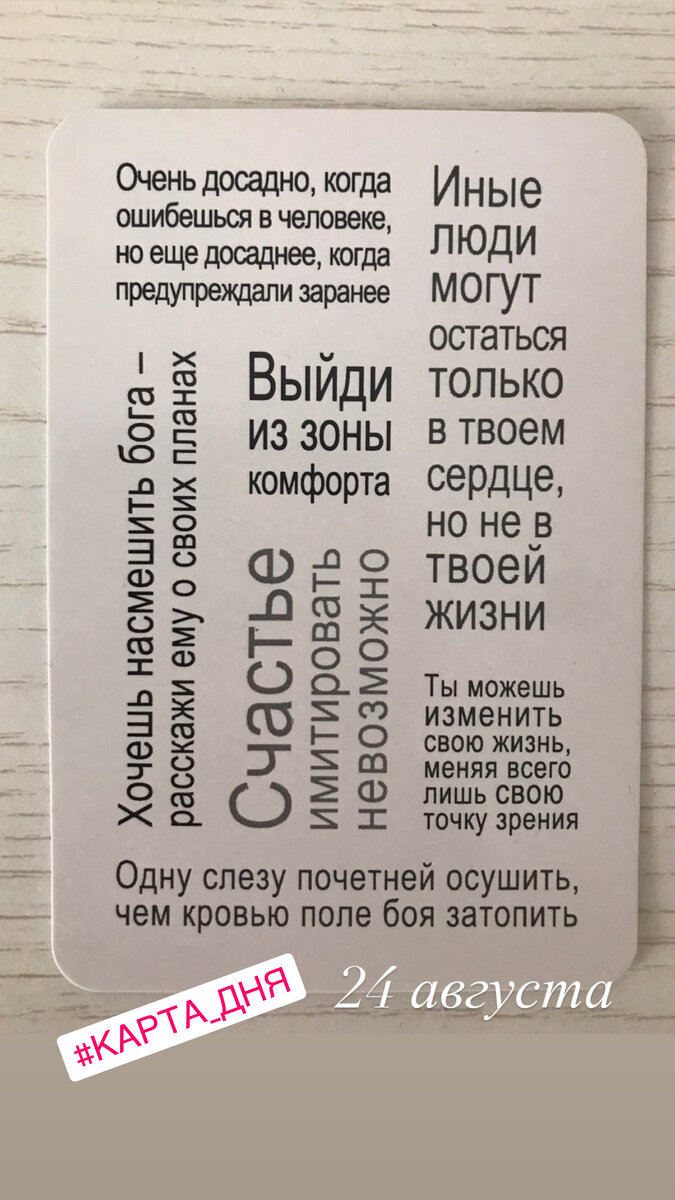 Очень досадно, когда
ошибешься в человеке,
но еще досаднее, когда
предупреждали заранее
Иные
люди
могут
остаться
только
в твоем
сердце,
но не в
твоей
жизни
Хочешь насмешить бога –
расскажи ему о своих планах
Выйди
из зоны
комфорта
Счастье
имитировать
невозможно
Ты можешь
изменить
свою жизнь,
меняя всего
лишь свою
точку зрения
Одну слезу почетней осушить,
чем кровью поле боя затопить
#КАРТА_ДНЯ
24 августа